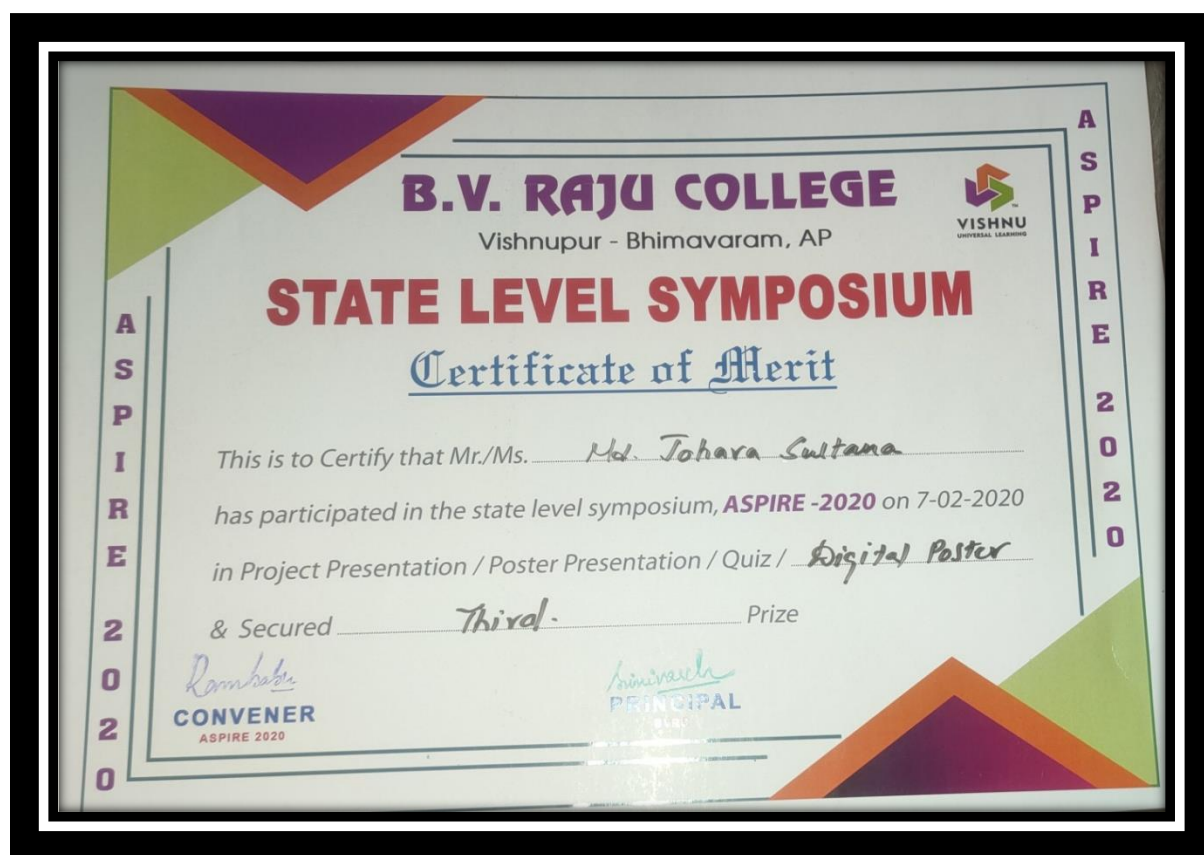 B.V. RAJU COLLEGE
VISHNU
UNIVERSAL LEARNING
Vishnupur - Bhimavaram, AP
STATE LEVEL SYMPOSIUM
Certificate of Merit
This is to Certify that Mr./Ms. Md. Johara Sultana
has participated in the state level symposium, ASPIRE -2020 on 7-02-2020
in Project Presentation / Poster Presentation / Quiz / Digital Poster
& Secured Third. Prize
Rambabu
CONVENER
ASPIRE 2020
PRINCIPAL
ASPIRE 2020
ASPIRE 2020